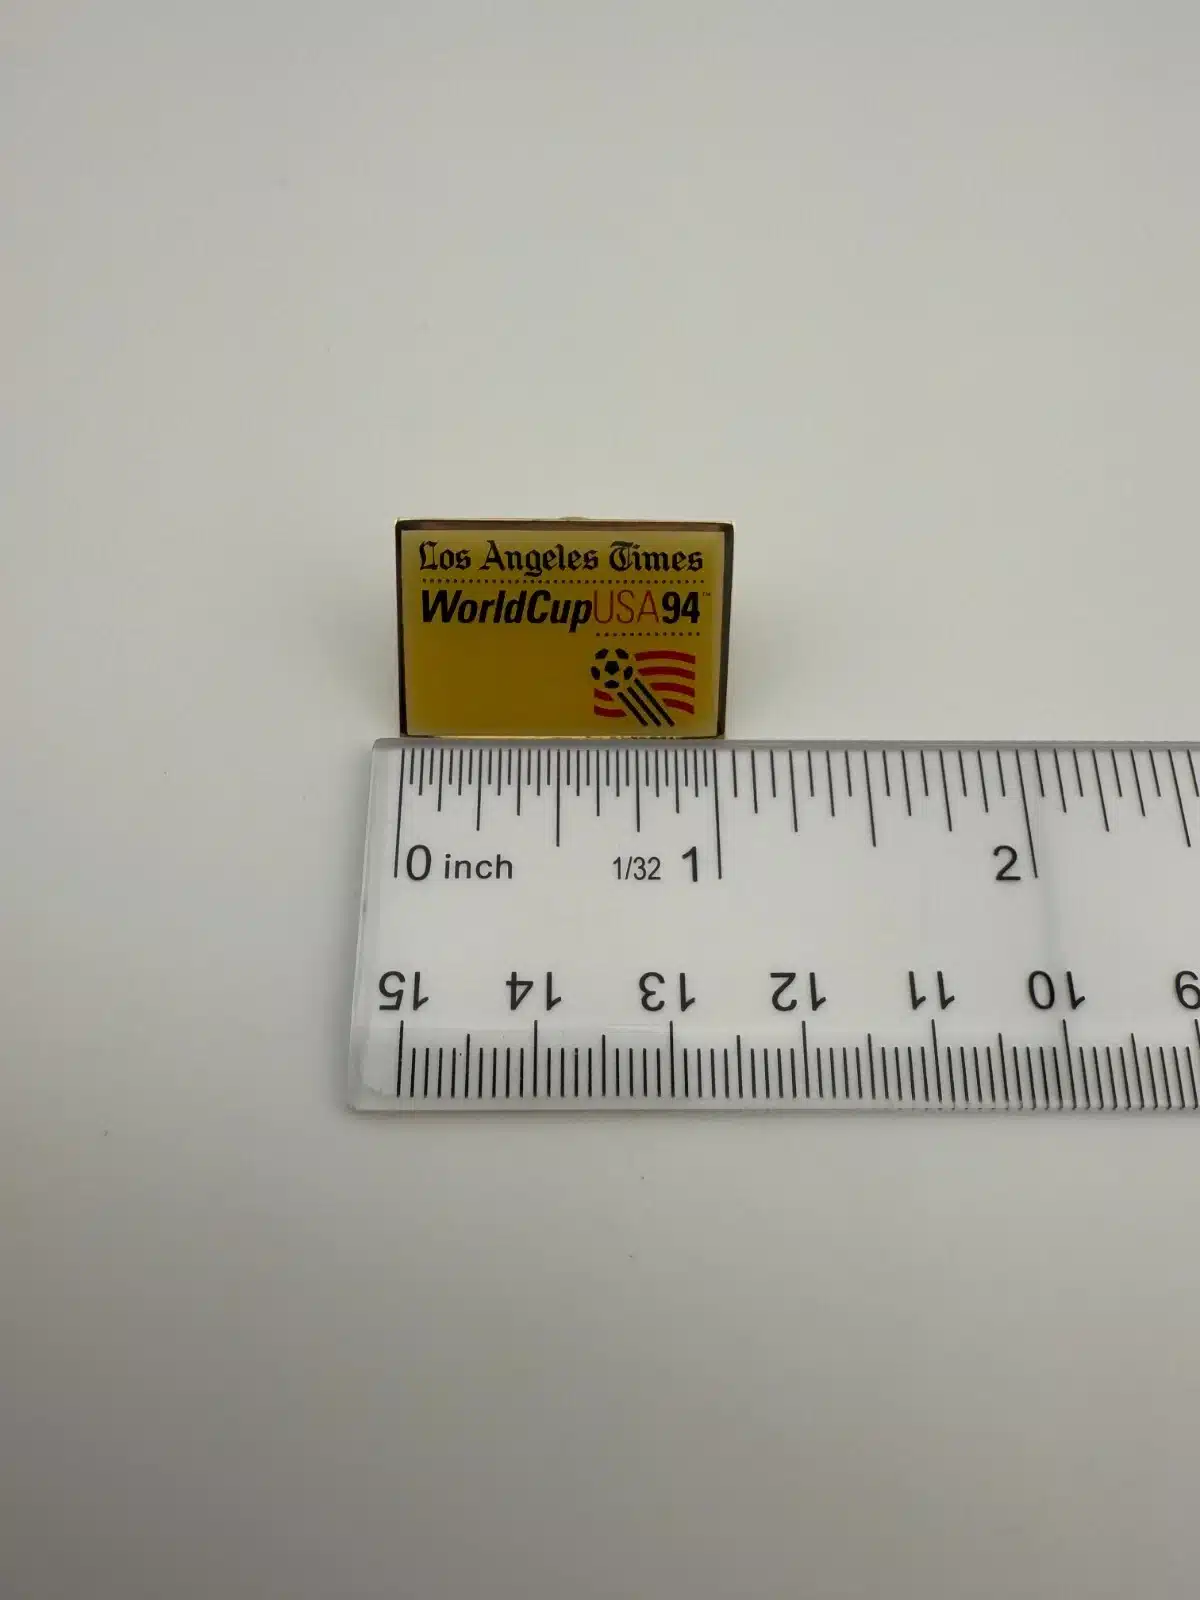 Los Angeles Times
WorldCupUSA94™
0 inch 1/32 1 2
15 14 13 12 11 10 9